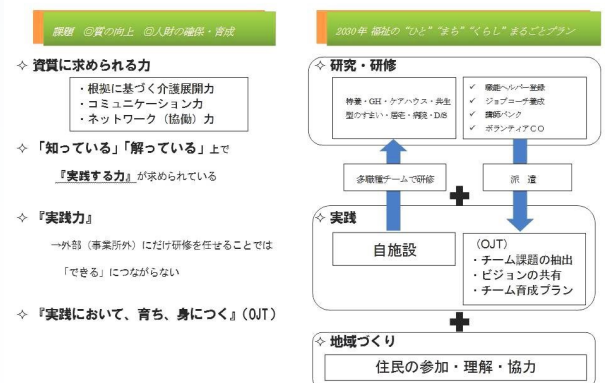 課題 ◎質の向上 ◎人財の確保・育成
✧ 資質に求められる力
・根拠に基づく介護展開力
・コミュニケーション力
・ネットワーク（協働）力
✧ 「知っている」「解っている」上で
『実践する力』が求められている
✧ 『実践力』
→外部（事業所外）にだけ研修を任せることでは
「できる」につながらない
✧ 『実践において、育ち、身につく』（OJT）
2030年 福祉の“ひと”“まち”“くらし”まるごとプラン
✧ 研究・研修
特養・GH・ケアハウス・共生
型のすまい・居宅・病院・D/S
✓ 職能ヘルパー登録
✓ ジョブコーチ養成
✓ 講師バンク
✓ ボランティアCO
多職種チームで研修
派 遣
✧ 実践
自施設
（OJT）
・チーム課題の抽出
・ビジョンの共有
・チーム育成プラン
✧ 地域づくり
住民の参加・理解・協力